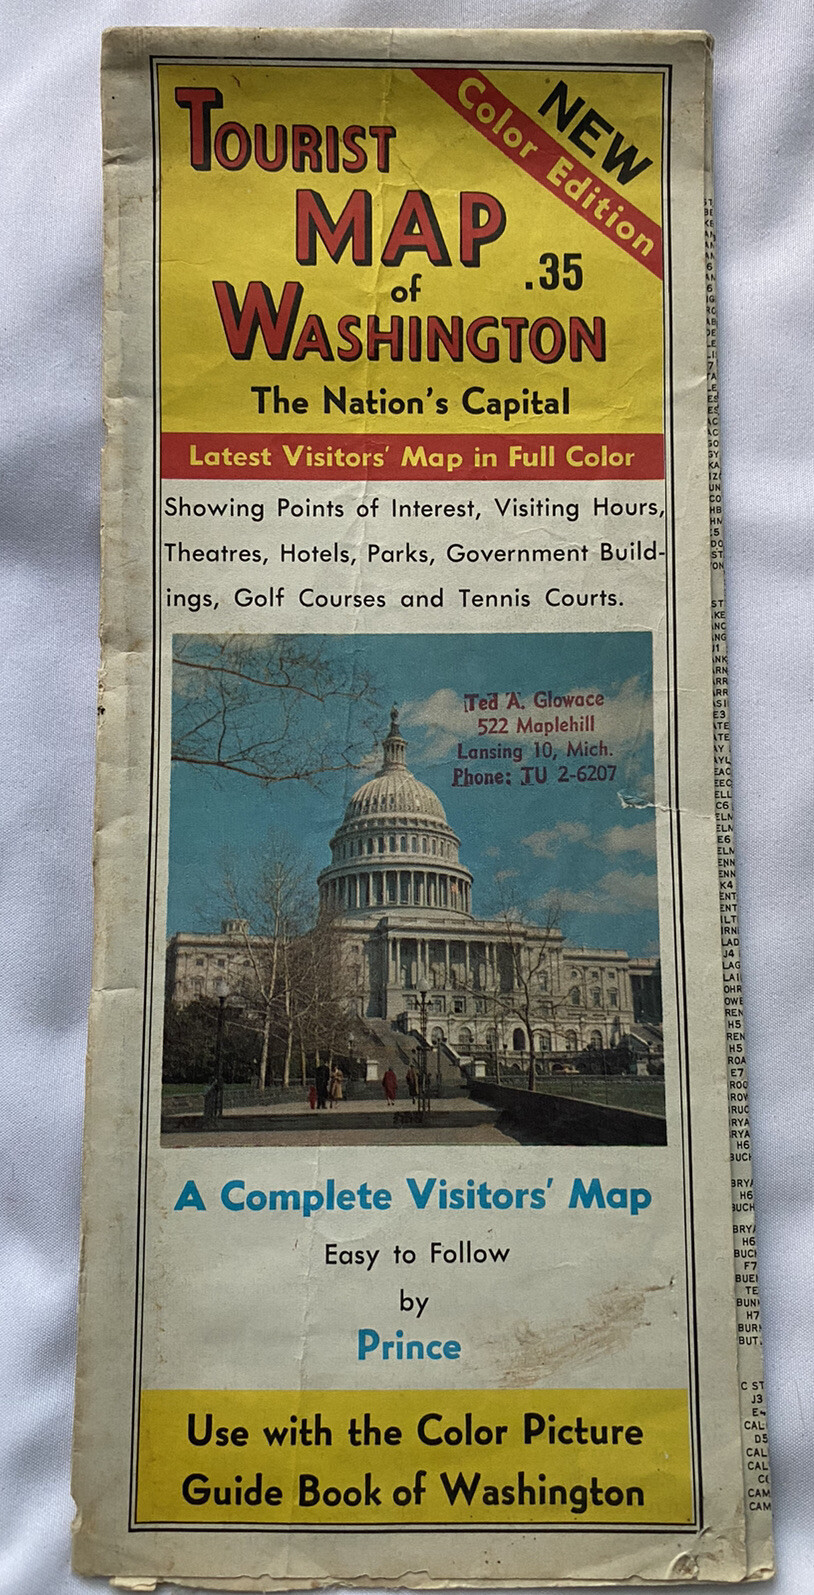 TOURIST
MAP
of
WASHINGTON
.35
NEW
Color Edition
The Nation's Capital
Latest Visitors' Map in Full Color
Showing Points of Interest, Visiting Hours,
Theatres, Hotels, Parks, Government Build-
ings, Golf Courses and Tennis Courts.
Ted A. Glowace
522 Maplehill
Lansing 10, Mich.
Phone: TU 2-6207
A Complete Visitors' Map
Easy to Follow
by
Prince
Use with the Color Picture
Guide Book of Washington